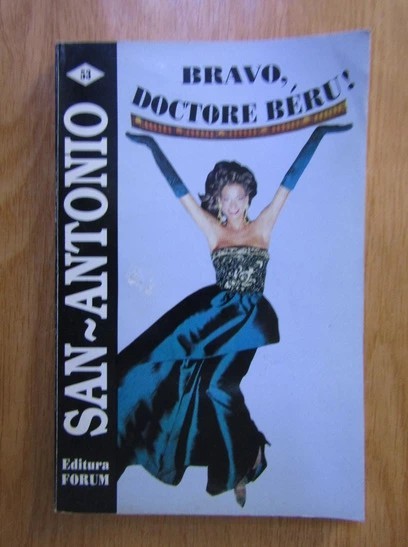 53
SAN~ANTONIO
BRAVO,
DOCTORE BÉRU!
Editura
FORUM